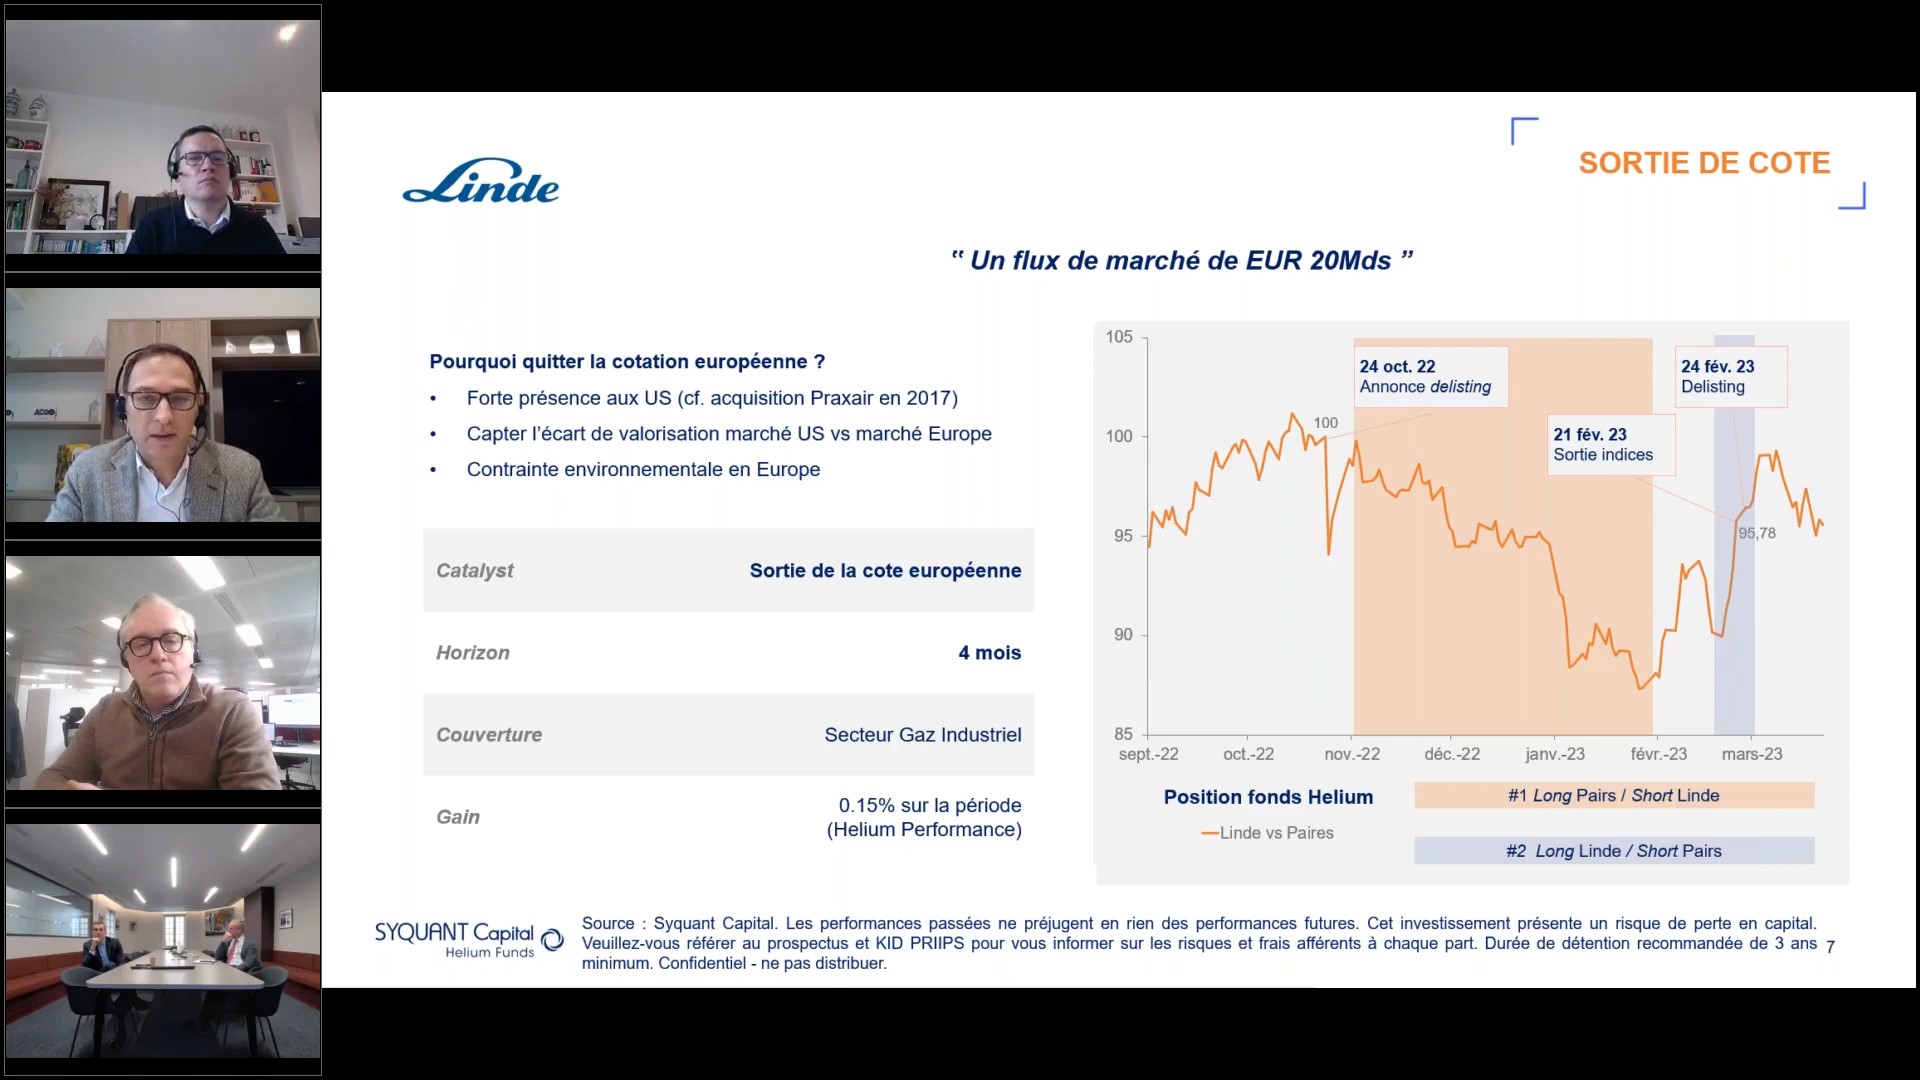 Linde
SORTIE DE COTE
“ Un flux de marché de EUR 20Mds ”
Pourquoi quitter la cotation européenne ?
• Forte présence aux US (cf. acquisition Praxair en 2017)
• Capter l’écart de valorisation marché US vs marché Europe
• Contrainte environnementale en Europe
Catalyst Sortie de la cote européenne
Horizon 4 mois
Couverture Secteur Gaz Industriel
Gain 0.15% sur la période
(Helium Performance)
105
100
95
90
85
24 oct. 22
Annonce delisting
24 fév. 23
Delisting
21 fév. 23
Sortie indices
100
95,78
sept.-22 oct.-22 nov.-22 déc.-22 janv.-23 févr.-23 mars-23
Position fonds Helium
Linde vs Paires
#1 Long Pairs / Short Linde
#2 Long Linde / Short Pairs
SYQUANT Capital
Helium Funds
Source : Syquant Capital. Les performances passées ne préjugent en rien des performances futures. Cet investissement présente un risque de perte en capital.
Veuillez-vous référer au prospectus et KID PRIIPS pour vous informer sur les risques et frais afférents à chaque part. Durée de détention recommandée de 3 ans
minimum. Confidentiel - ne pas distribuer.
7